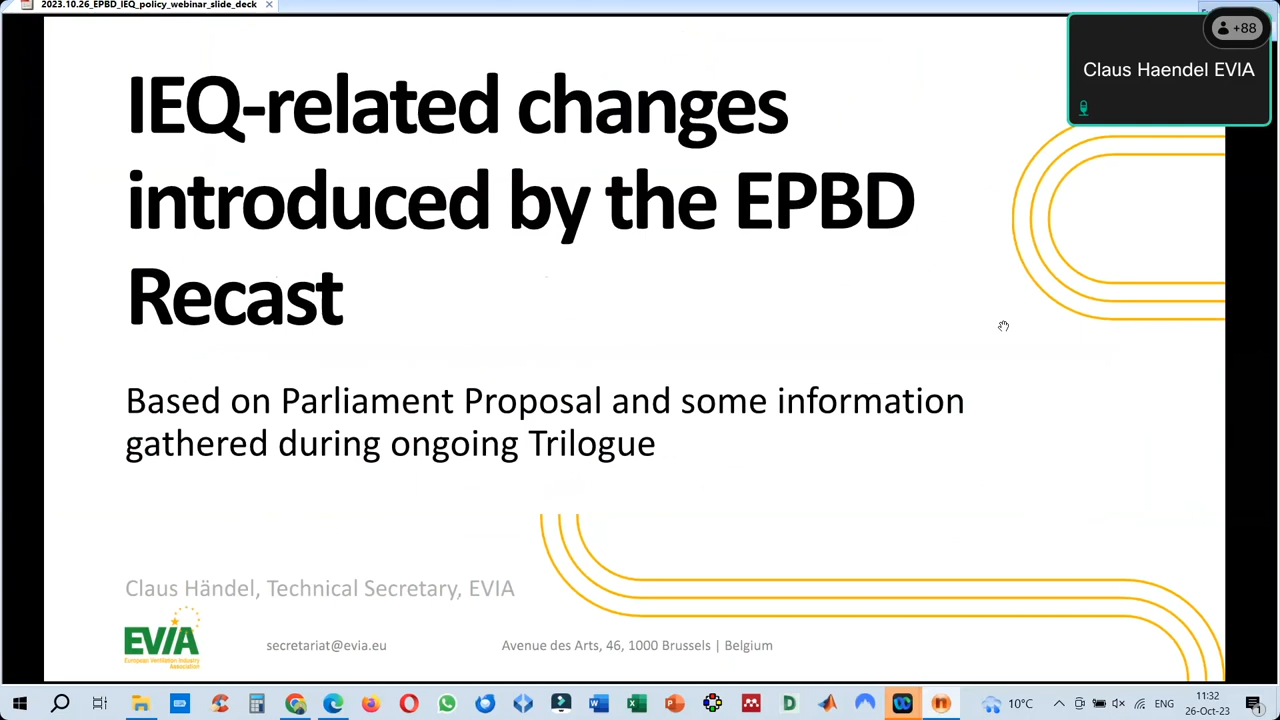 2023.10.26_EPBD_IEQ_policy_webinar_slide_deck
+88
Claus Haendel EVIA
IEQ-related changes
introduced by the EPBD
Recast
Based on Parliament Proposal and some information
gathered during ongoing Trilogue
Claus Händel, Technical Secretary, EVIA
EVIA
European Ventilation Industry
Association
secretariat@evia.eu
Avenue des Arts, 46, 1000 Brussels | Belgium
10°C
ENG
11:32
26-Oct-23